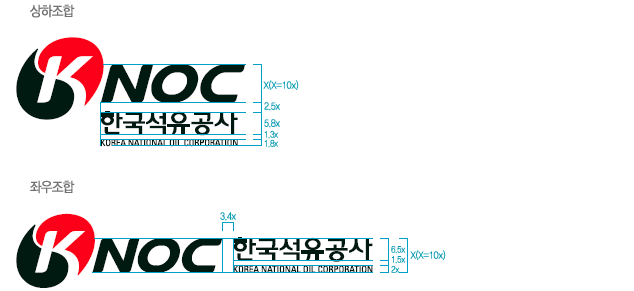 상하조합
KNOC
X(X=10x)
2.5x
한국석유공사
5.8x
1.3x
KOREA NATIONAL OIL CORPORATION
1.8x
좌우조합
3.4x
KNOC
한국석유공사
6.5x
X(X=10x)
1.5x
KOREA NATIONAL OIL CORPORATION
2x